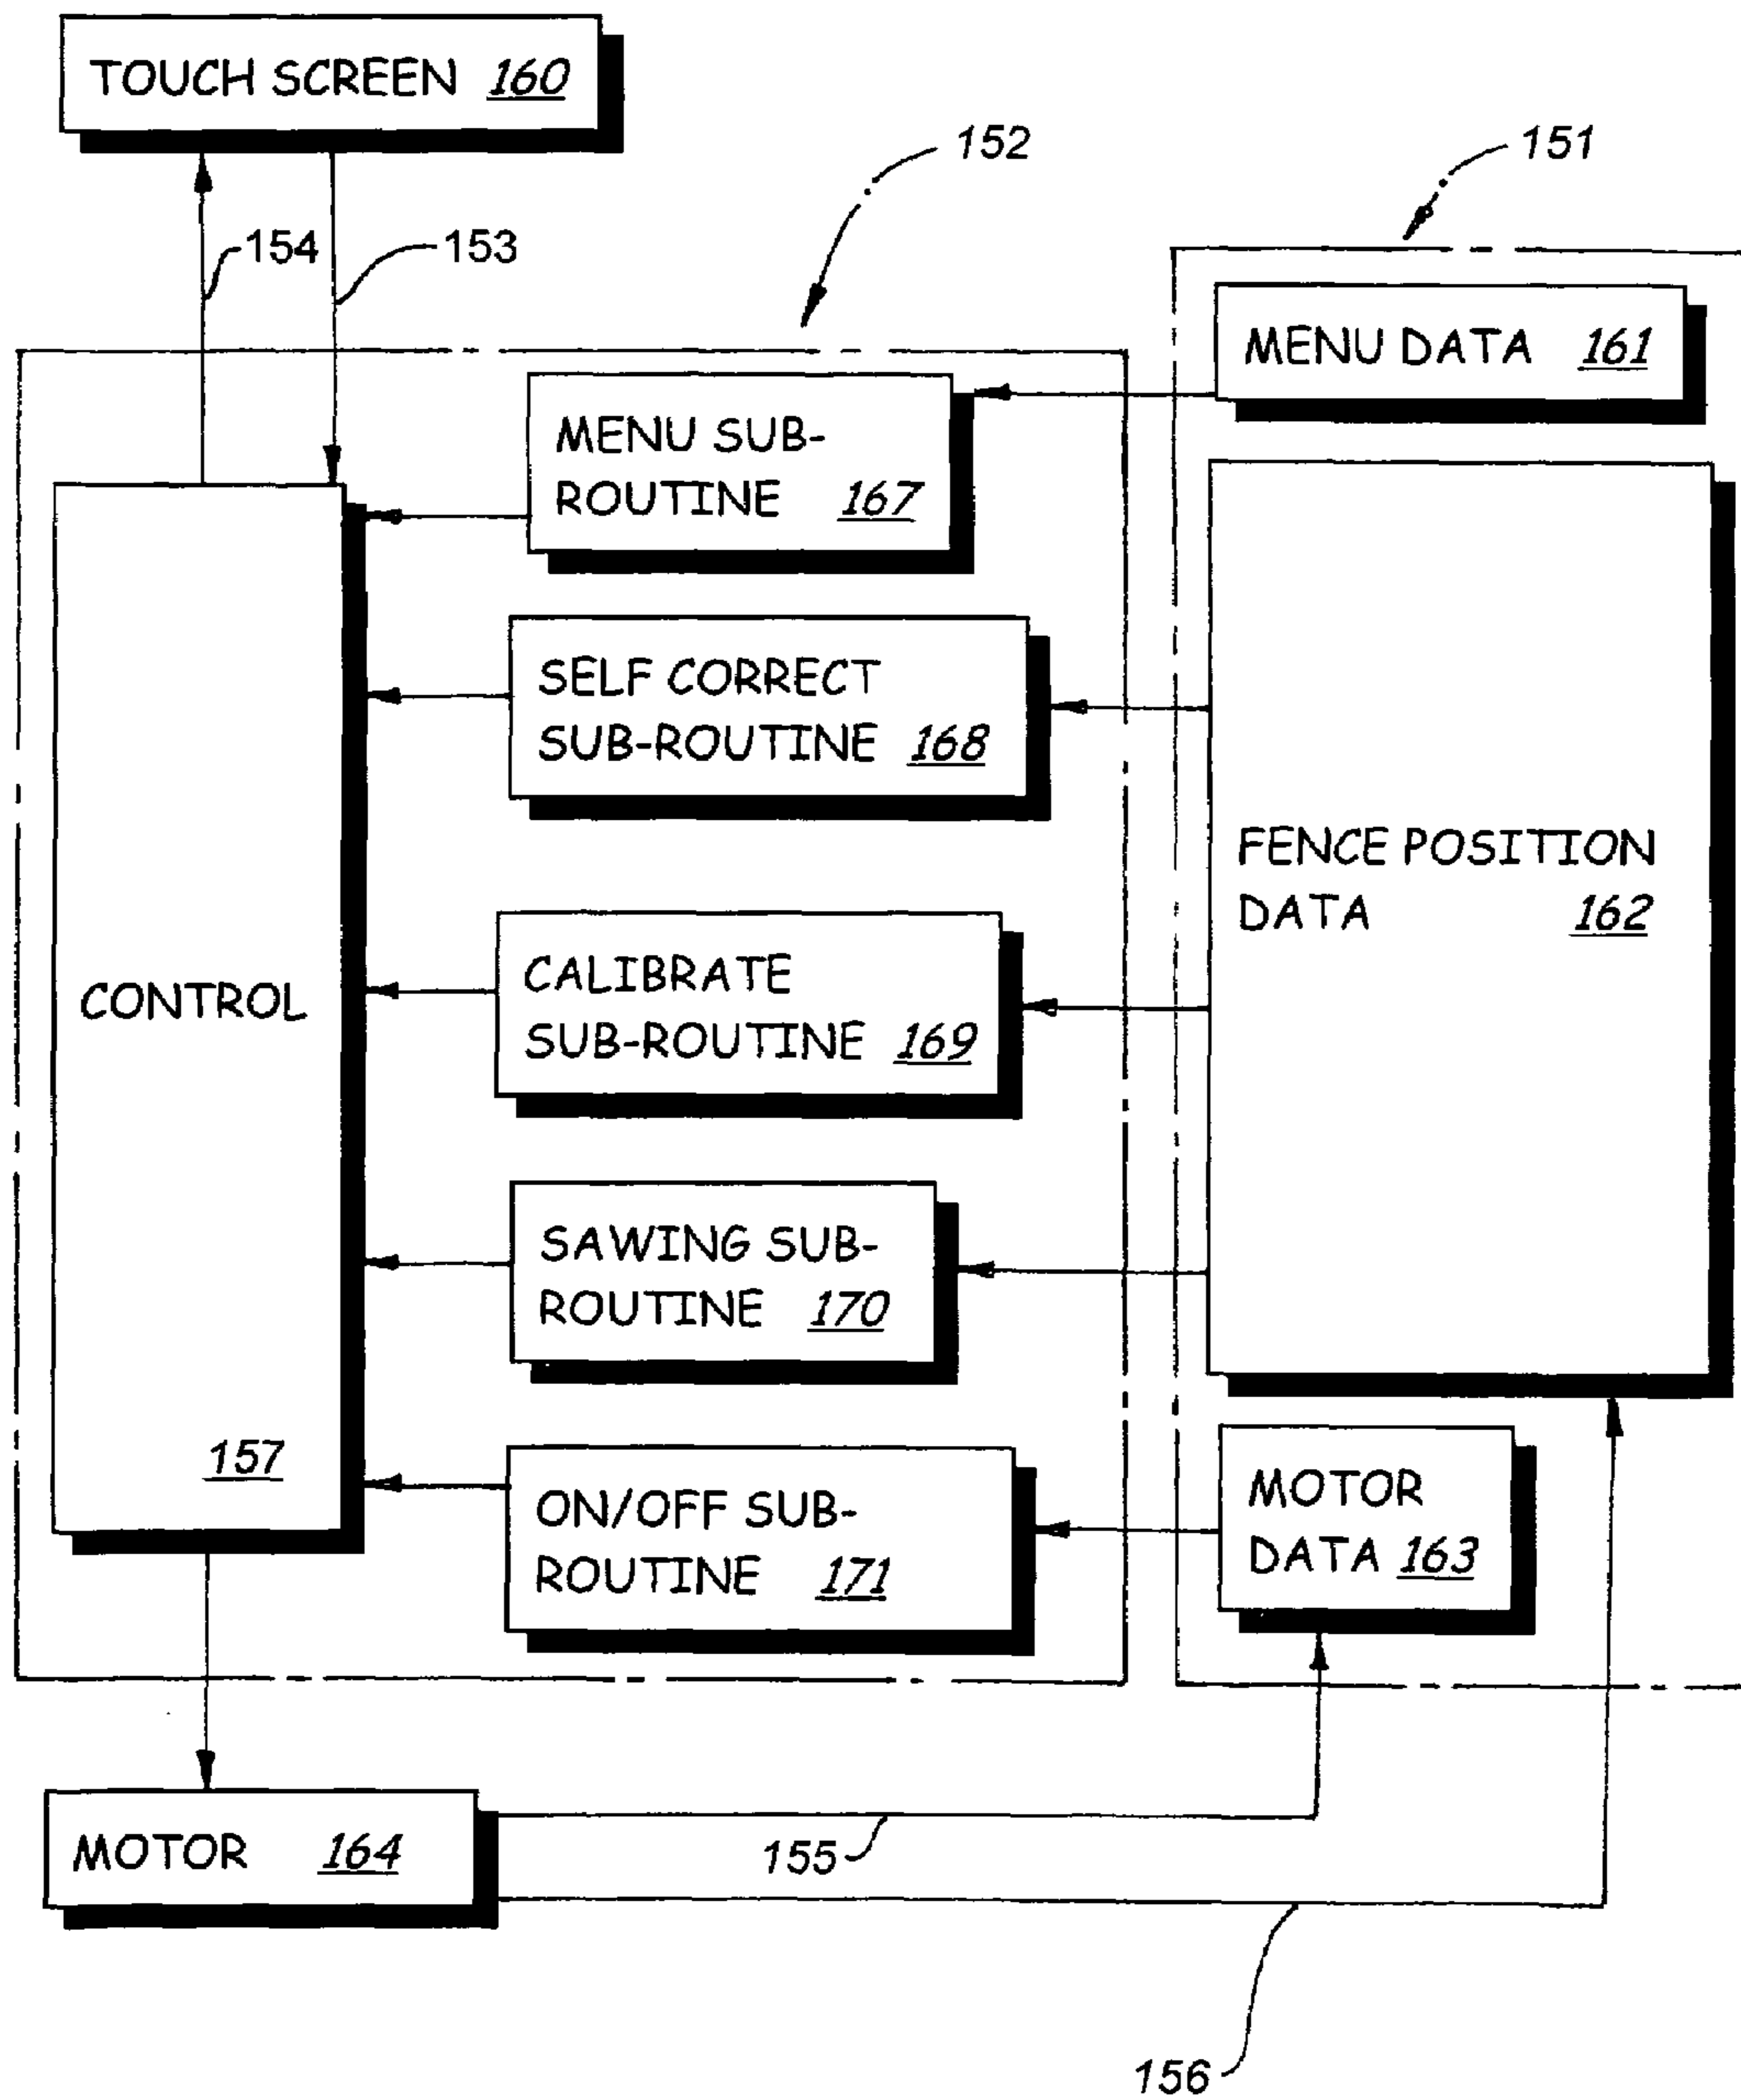 TOUCH SCREEN 160
152
151
154
153
MENU DATA 161
MENU SUB-
ROUTINE 167
SELF CORRECT
SUB-ROUTINE 168
FENCE POSITION
DATA 162
CALIBRATE
SUB-ROUTINE 169
CONTROL
157
SAWING SUB-
ROUTINE 170
ON/OFF SUB-
ROUTINE 171
MOTOR
DATA 163
MOTOR 164
155
156